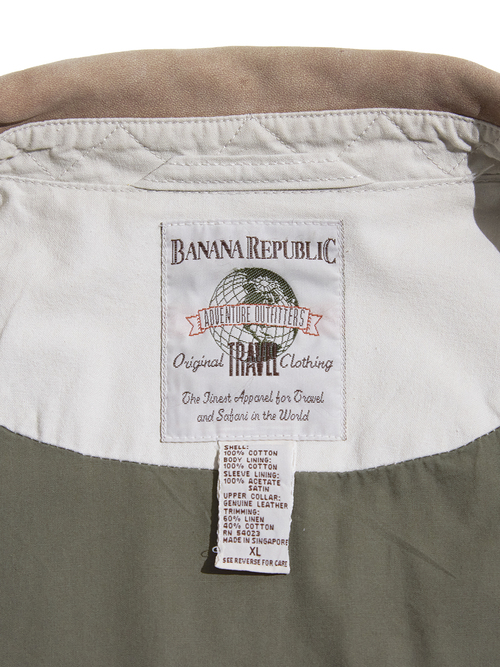 BANANA REPUBLIC
ADVENTURE OUTFITTERS
Original TRAVEL Clothing
The Finest Apparel for Travel
and Safari in the World
SHELL:
100% COTTON
BODY LINING:
100% COTTON
SLEEVE LINING:
100% ACETATE
SATIN
UPPER COLLAR:
GENUINE LEATHER
TRIMMING:
60% LINEN
40% COTTON
RN 54023
MADE IN SINGAPORE
XL
SEE REVERSE FOR CARE